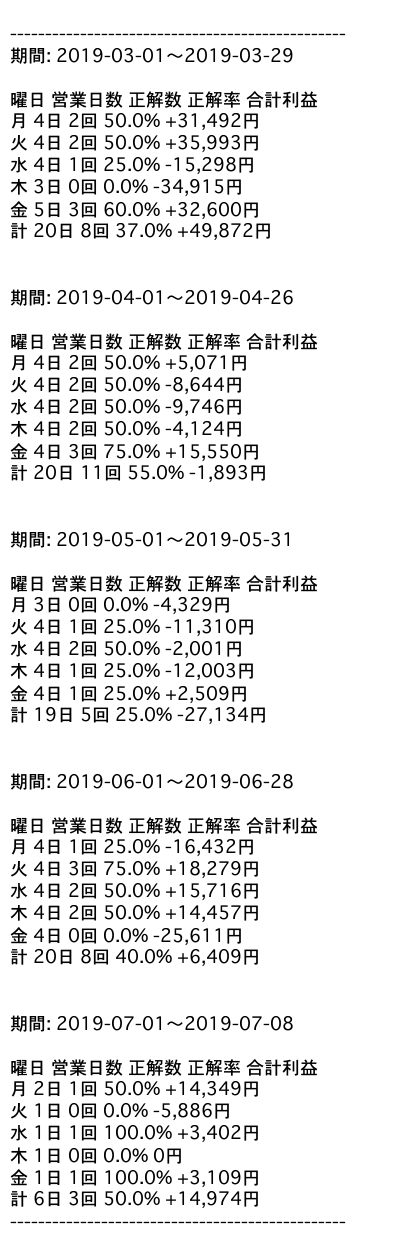 ------------------------------------------------
期間: 2019-03-01～2019-03-29
曜日 営業日数 正解数 正解率 合計利益
月 4日 2回 50.0% +31,492円
火 4日 2回 50.0% +35,993円
水 4日 1回 25.0% -15,298円
木 3日 0回 0.0% -34,915円
金 5日 3回 60.0% +32,600円
計 20日 8回 37.0% +49,872円
期間: 2019-04-01～2019-04-26
曜日 営業日数 正解数 正解率 合計利益
月 4日 2回 50.0% +5,071円
火 4日 2回 50.0% -8,644円
水 4日 2回 50.0% -9,746円
木 4日 2回 50.0% -4,124円
金 4日 3回 75.0% +15,550円
計 20日 11回 55.0% -1,893円
期間: 2019-05-01～2019-05-31
曜日 営業日数 正解数 正解率 合計利益
月 3日 0回 0.0% -4,329円
火 4日 1回 25.0% -11,310円
水 4日 2回 50.0% -2,001円
木 4日 1回 25.0% -12,003円
金 4日 1回 25.0% +2,509円
計 19日 5回 25.0% -27,134円
期間: 2019-06-01～2019-06-28
曜日 営業日数 正解数 正解率 合計利益
月 4日 1回 25.0% -16,432円
火 4日 3回 75.0% +18,279円
水 4日 2回 50.0% +15,716円
木 4日 2回 50.0% +14,457円
金 4日 0回 0.0% -25,611円
計 20日 8回 40.0% +6,409円
期間: 2019-07-01～2019-07-08
曜日 営業日数 正解数 正解率 合計利益
月 2日 1回 50.0% +14,349円
火 1日 0回 0.0% -5,886円
水 1日 1回 100.0% +3,402円
木 1日 0回 0.0% 0円
金 1日 1回 100.0% +3,109円
計 6日 3回 50.0% +14,974円
------------------------------------------------